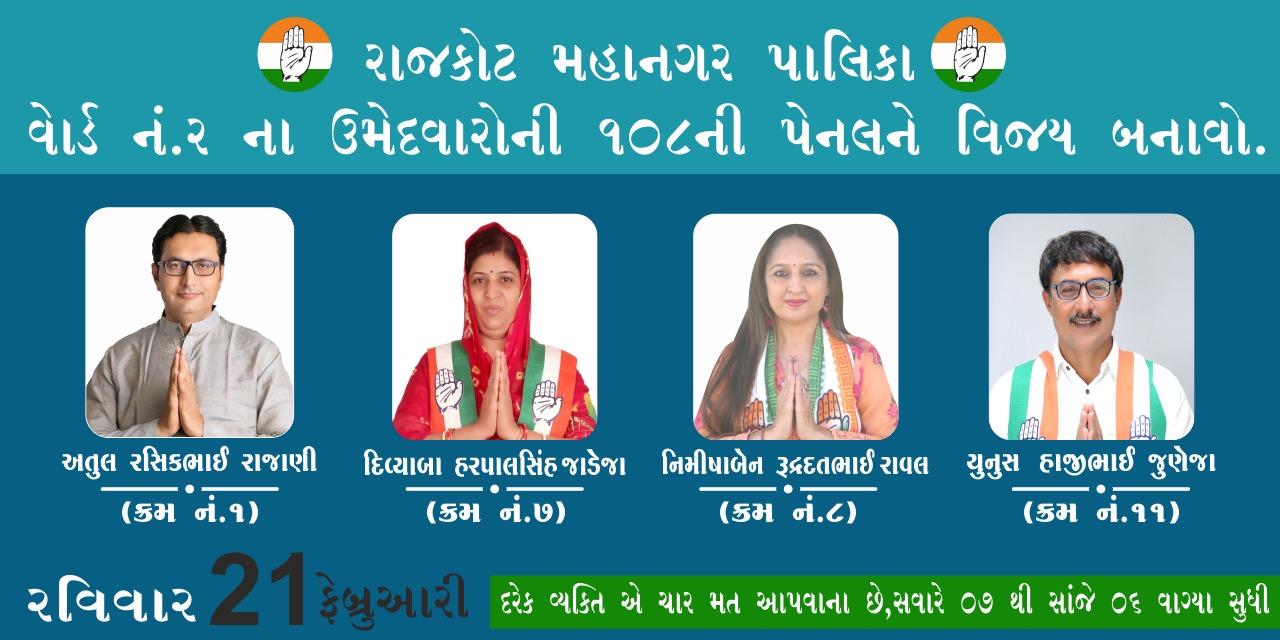 રાજકોટ મહાનગર પાલિકા
વોર્ડ નં.૨ ના ઉમેદવારોની ૧૦૮ની પેનલને વિજય બનાવો.
અતુલ રસિકભાઈ રાજાણી
(ક્રમ નં.૧)
દિવ્યાબા હરપાલસિંહ જાડેજા
(ક્રમ નં.૭)
નિમીષાબેન રૂદ્રદતભાઈ રાવલ
(ક્રમ નં.૮)
યુનુસ હાજીભાઈ જુણેજા
(ક્રમ નં.૧૧)
રવિવાર 21 ફેબ્રુઆરી
દરેક વ્યક્તિ એ ચાર મત આપવાના છે,સવારે ૦૭ થી સાંજે ૦૬ વાગ્યા સુધી